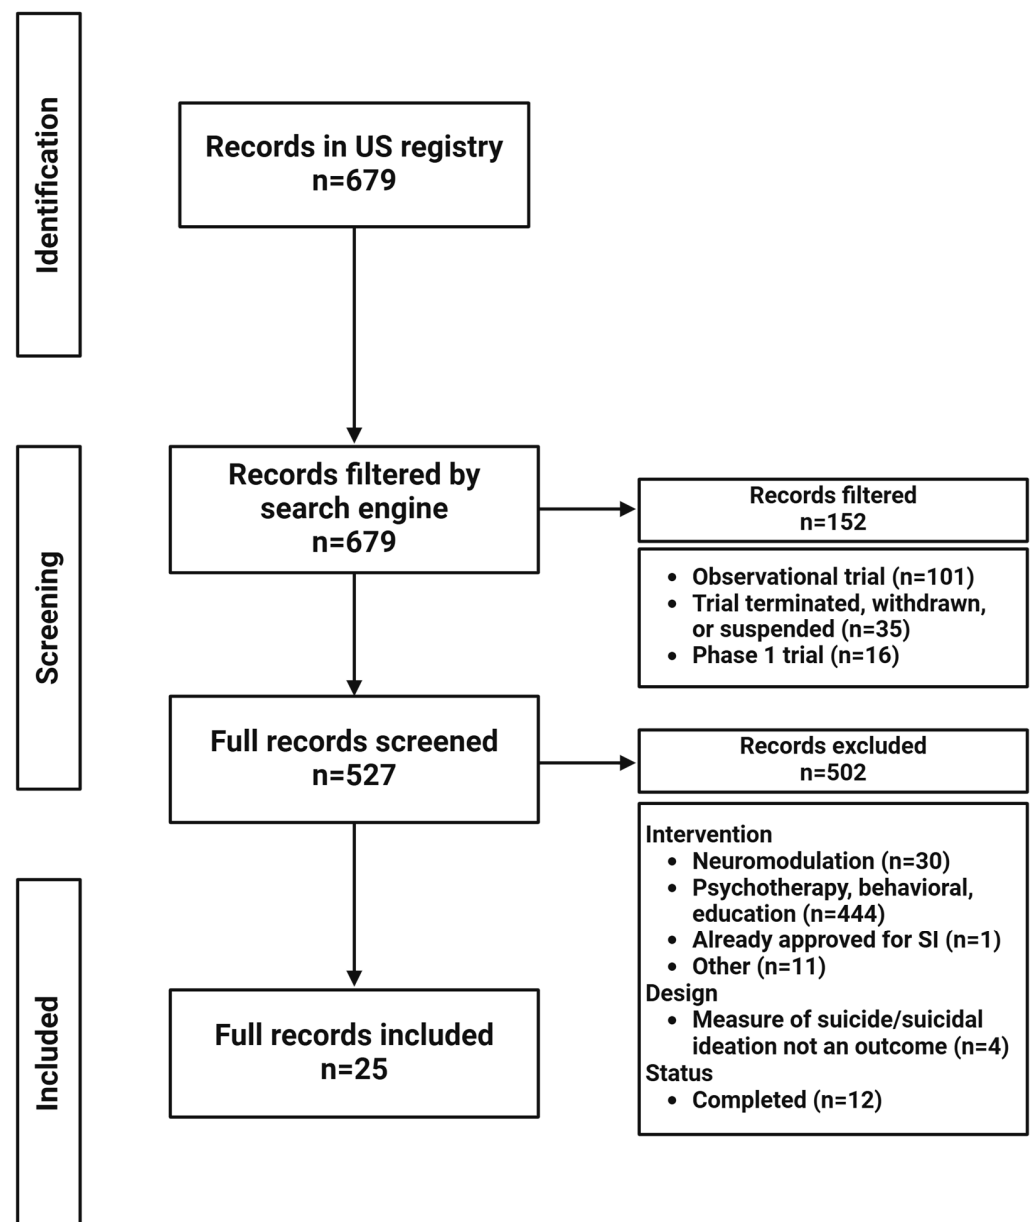 Identification
Records in US registry
n=679
Screening
Records filtered by
search engine
n=679
Records filtered
n=152
• Observational trial (n=101)
• Trial terminated, withdrawn,
or suspended (n=35)
• Phase 1 trial (n=16)
Full records screened
n=527
Records excluded
n=502
Intervention
• Neuromodulation (n=30)
• Psychotherapy, behavioral,
education (n=444)
• Already approved for SI (n=1)
• Other (n=11)
Design
• Measure of suicide/suicidal
ideation not an outcome (n=4)
Status
• Completed (n=12)
Included
Full records included
n=25